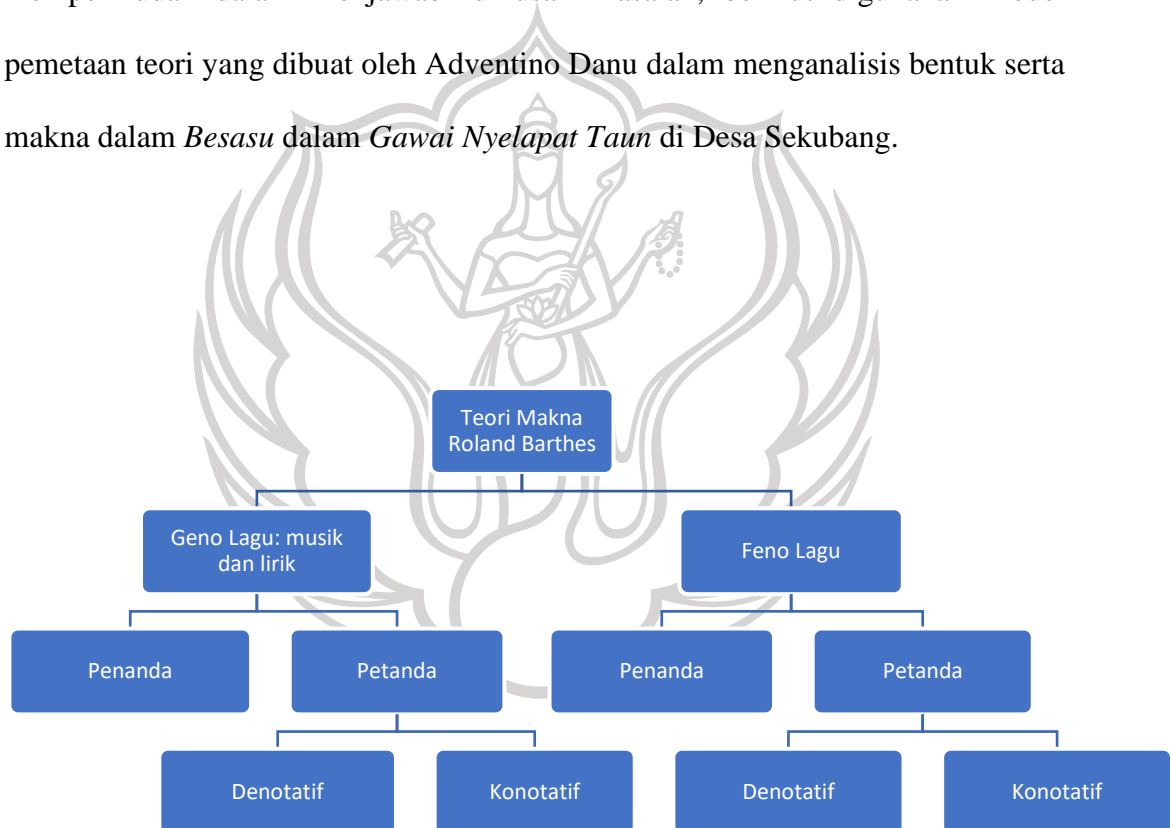 pemetaan teori yang dibuat oleh Adventino Danu dalam menganalisis bentuk serta
makna dalam Besasu dalam Gawai Nyelapat Taun di Desa Sekubang.
Teori Makna
Roland Barthes
Geno Lagu: musik
dan lirik
Feno Lagu
Penanda
Petanda
Penanda
Petanda
Denotatif
Konotatif
Denotatif
Konotatif